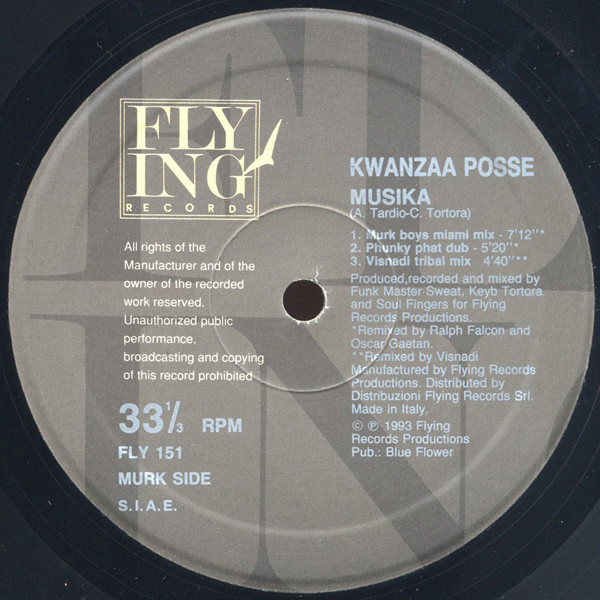 FLY
ING
RECORDS
All rights of the
Manufacturer and of the
owner of the recorded
work reserved.
Unauthorized public
performance,
broadcasting and copying
of this record prohibited
33 1/3 RPM
FLY 151
MURK SIDE
S.I.A.E.
KWANZAA POSSE
MUSIKA
(A. Tardio-C. Tortora)
1. Murk boys miami mix - 7'12"*
2. Phunky phat dub - 5'20"*
3. Visnadi tribal mix 4'40"**
Produced,recorded and mixed by
Funk Master Sweat, Keyb Tortora
and Soul Fingers for Flying
Records Productions.
*Remixed by Ralph Falcon and
Oscar Gaetan.
**Remixed by Visnadi
Manufactured by Flying Records
Productions. Distributed by
Distribuzioni Flying Records Srl.
Made in Italy.
© ℗ 1993 Flying
Records Productions
Pub.: Blue Flower